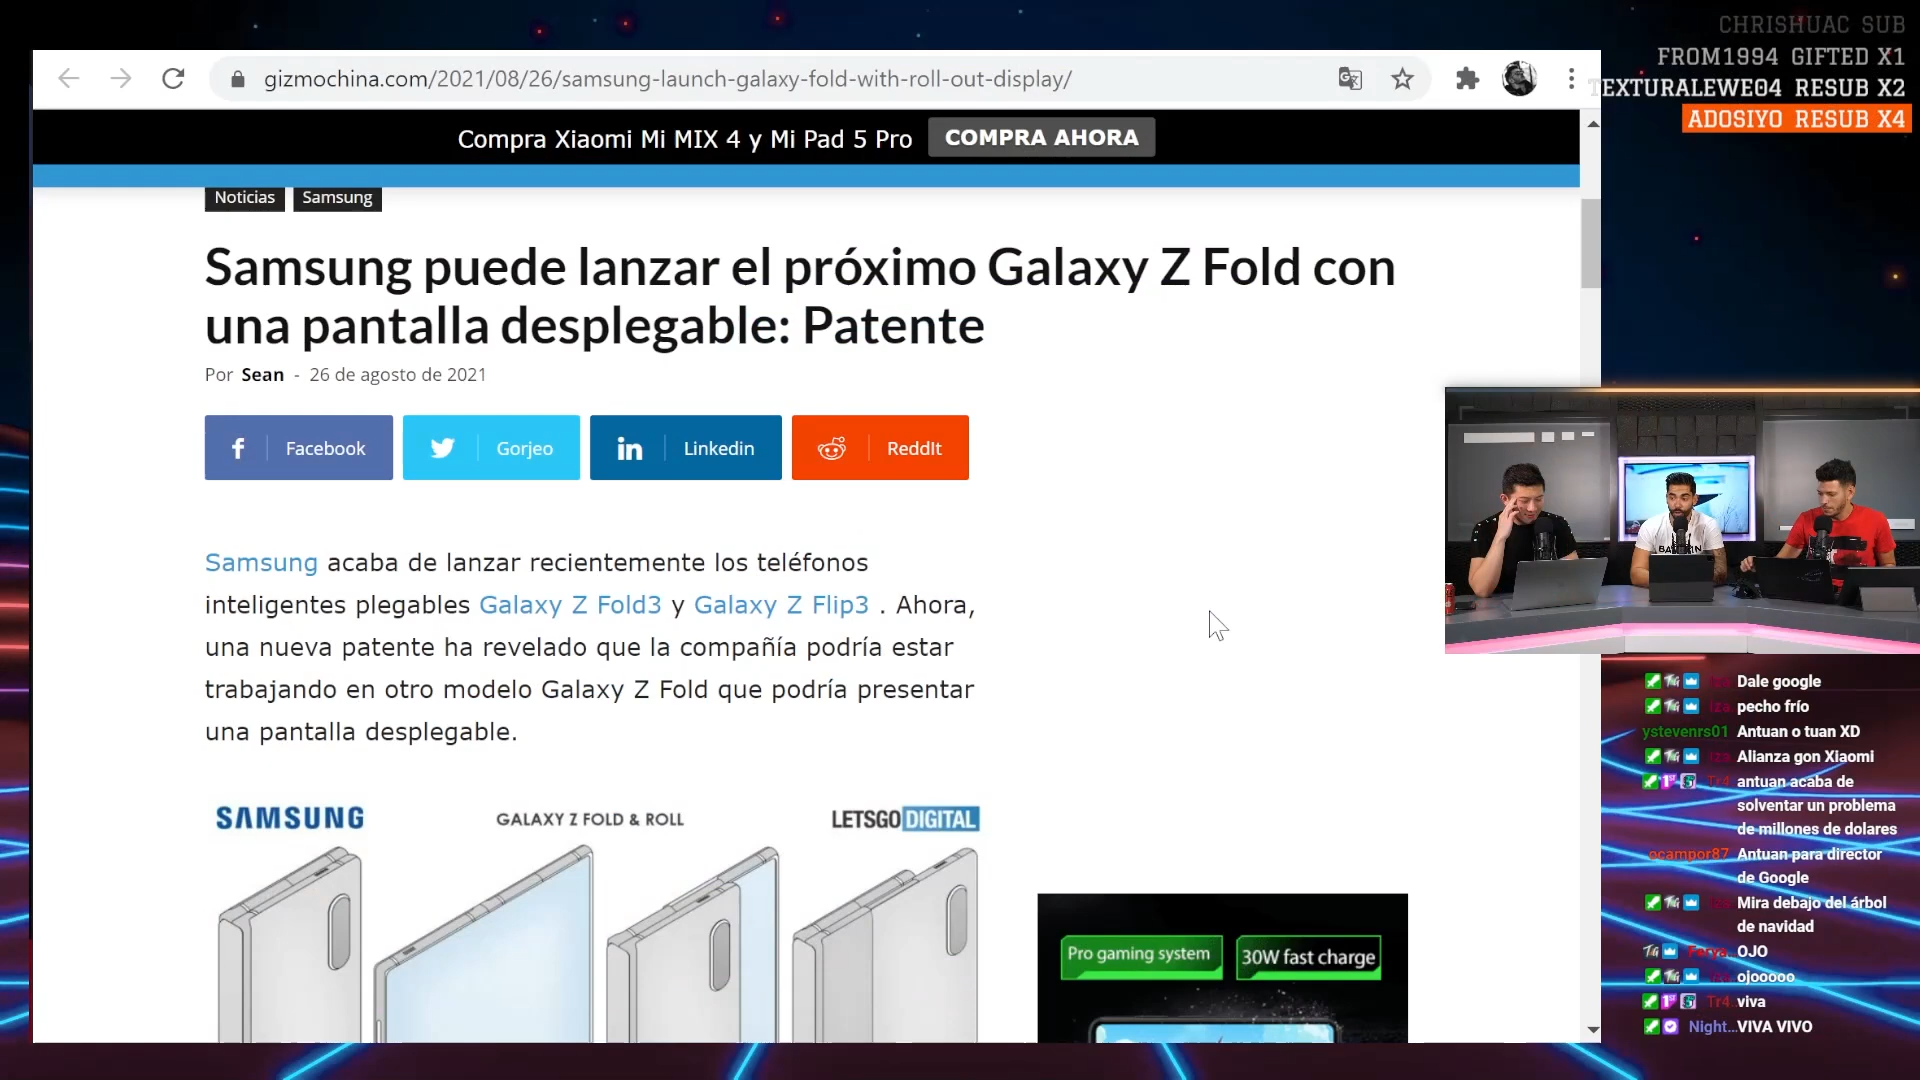 CHRISHUAC SUB
FROM1994 GIFTED X1
TEXTURALEWE04 RESUB X2
ADOSIYO RESUB X4
gizmochina.com/2021/08/26/samsung-launch-galaxy-fold-with-roll-out-display/
Compra Xiaomi Mi MIX 4 y Mi Pad 5 Pro COMPRA AHORA
Noticias Samsung
Samsung puede lanzar el próximo Galaxy Z Fold con
una pantalla desplegable: Patente
Por Sean - 26 de agosto de 2021
Facebook Gorjeo Linkedin ReddIt
Samsung acaba de lanzar recientemente los teléfonos
inteligentes plegables Galaxy Z Fold3 y Galaxy Z Flip3 . Ahora,
una nueva patente ha revelado que la compañía podría estar
trabajando en otro modelo Galaxy Z Fold que podría presentar
una pantalla desplegable.
SAMSUNG GALAXY Z FOLD & ROLL LETSGODIGITAL
Pro gaming system 30W fast charge
Dale google
pecho frío
ystevenrs01 Antuan o tuan XD
Alianza gon Xiaomi
Tr4 antuan acaba de
solventar un problema
de millones de dolares
ocampor87 Antuan para director
de Google
Mira debajo del árbol
de navidad
OJO
ojooooo
Tr4 viva
Night... VIVA VIVO